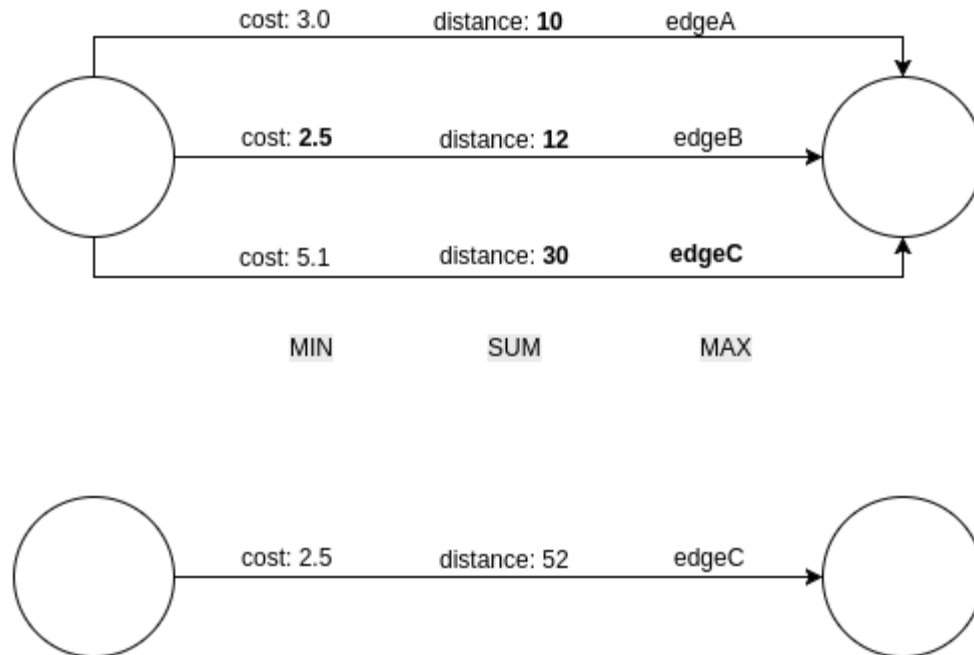 cost: 3.0 distance: 10 edgeA
cost: 2.5 distance: 12 edgeB
cost: 5.1 distance: 30 edgeC
MIN SUM MAX
cost: 2.5 distance: 52 edgeC